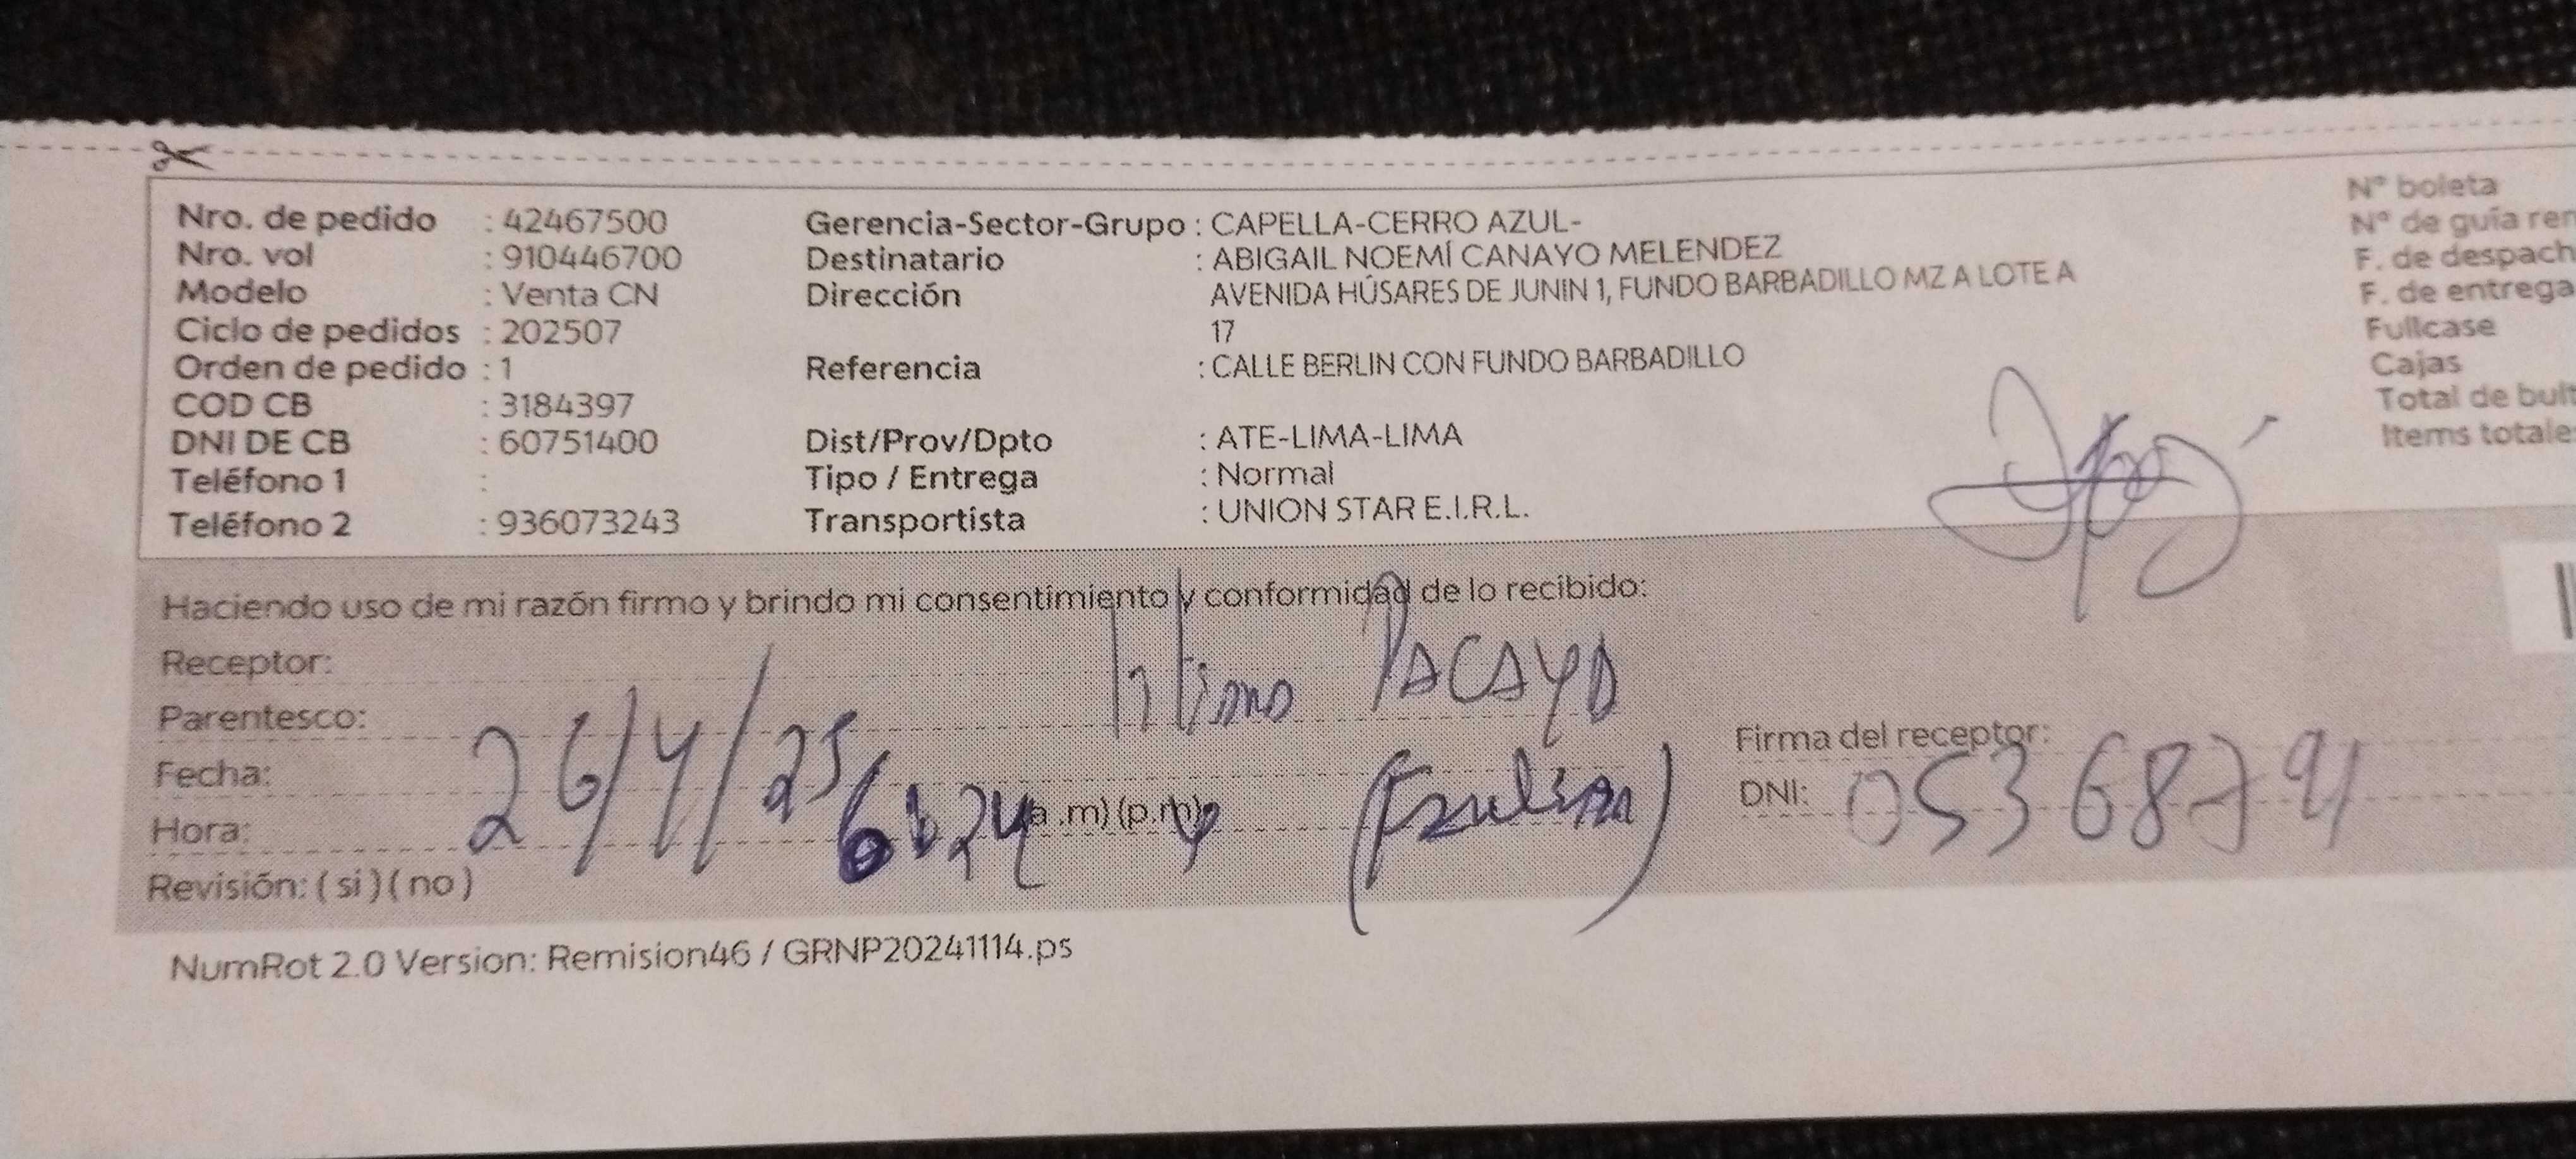 Nro. de pedido : 42467500
Nro. vol : 910446700
Modelo : Venta CN
Ciclo de pedidos : 202507
Orden de pedido : 1
COD CB : 3184397
DNI DE CB : 60751400
Teléfono 1 :
Teléfono 2 : 936073243
Gerencia-Sector-Grupo : CAPELLA-CERRO AZUL-
Destinatario : ABIGAIL NOEMÍ CANAYO MELENDEZ
Dirección AVENIDA HÚSARES DE JUNIN 1, FUNDO BARBADILLO MZ A LOTE A
17
Referencia : CALLE BERLIN CON FUNDO BARBADILLO
Dist/Prov/Dpto : ATE-LIMA-LIMA
Tipo / Entrega : Normal
Transportista : UNION STAR E.I.R.L.
N° boleta
N° de guía rem
F. de despach
F. de entrega
Fullcase
Cajas
Total de bult
Items totale
Haciendo uso de mi razón firmo y brindo mi consentimiento y conformidad de lo recibido:
Receptor:
PACAYA
Parentesco:
Fecha: 26/4/25
Hora: 6:24 (a .m) (p.m)
Firma del receptor:
DNI: 05368791
Revisión: ( si ) ( no )
NumRot 2.0 Version: Remision46 / GRNP20241114.ps